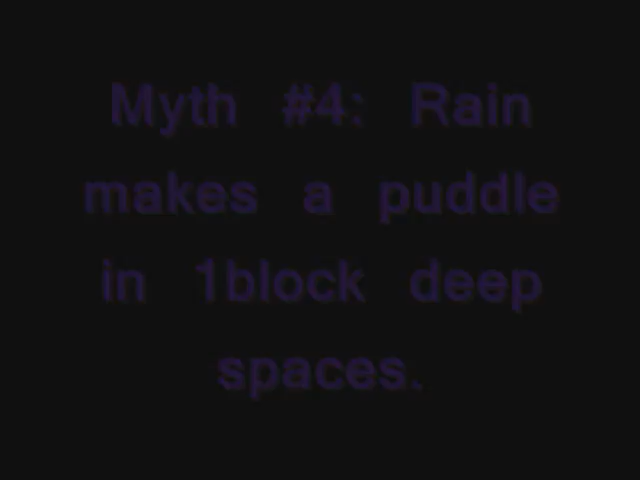 Myth #4: Rain
makes a puddle
in 1block deep
spaces.